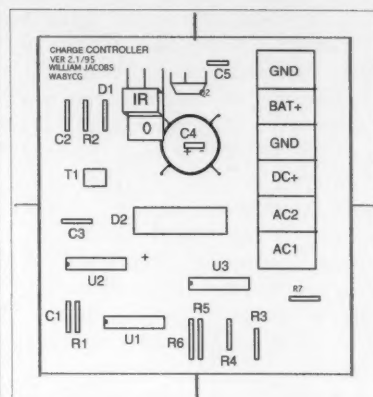 CHARGE CONTROLLER
VER 2.1/95
WILLIAM JACOBS
WA8YCG
C5
GND
D1
IR
Q2
BAT+
0
C4
+ -
C2 R2
GND
T1
DC+
D2
AC2
C3
AC1
+
U2
U3
R7
C1
R1
U1
R5
R6
R4
R3